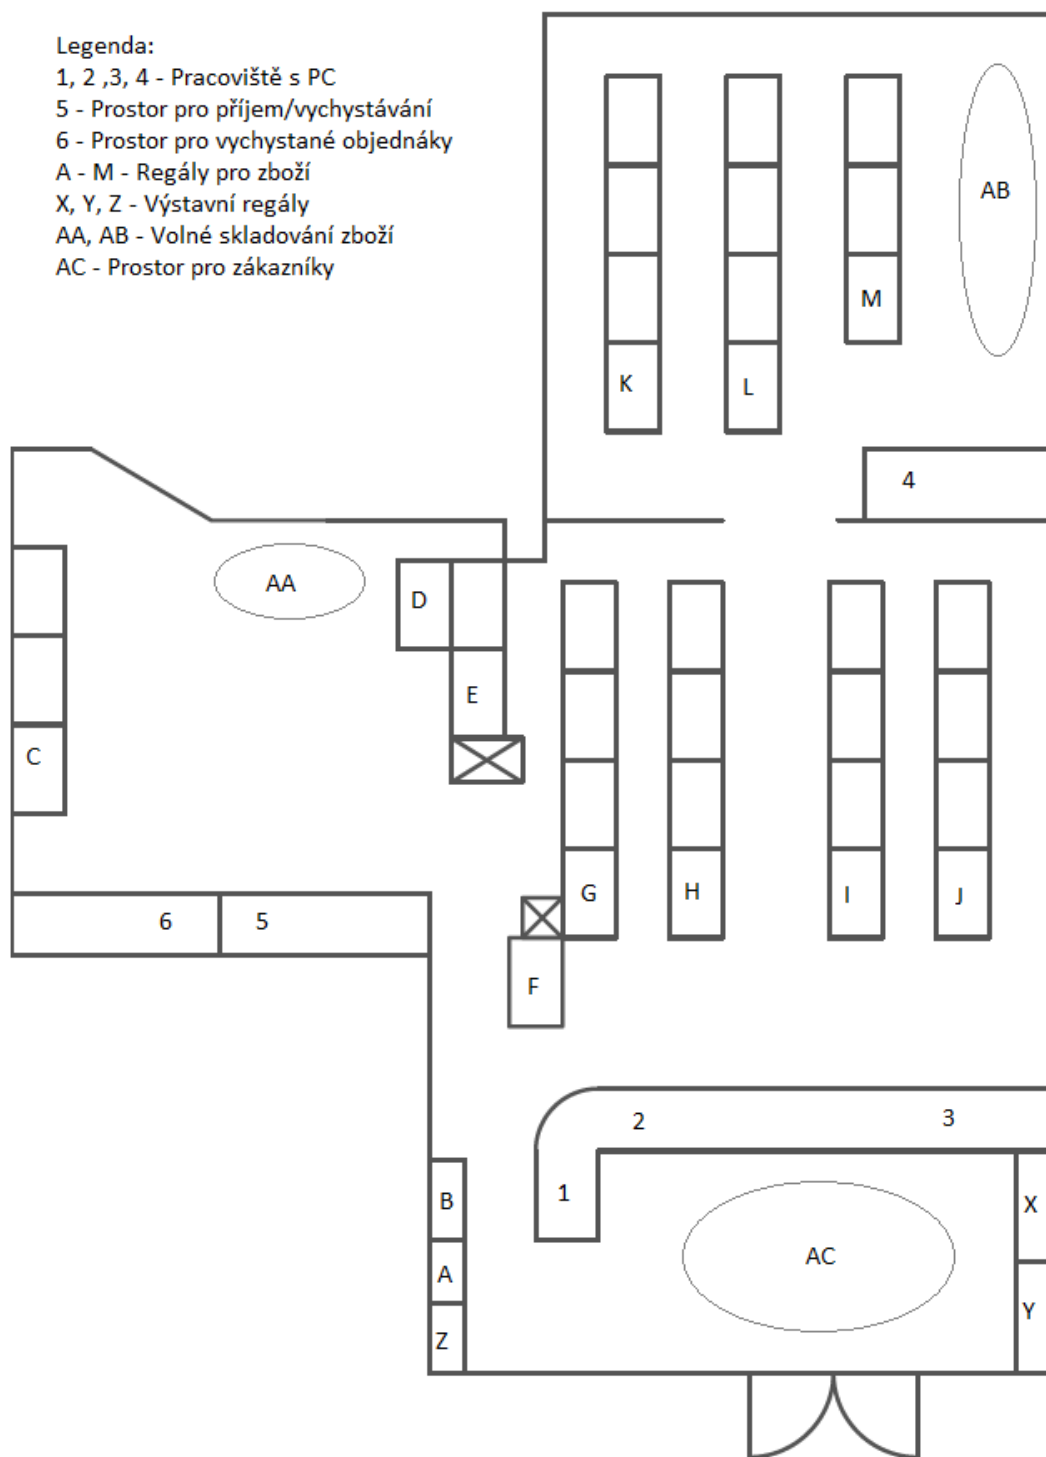 Legenda:
1, 2 ,3, 4 - Pracoviště s PC
5 - Prostor pro příjem/vychystávání
6 - Prostor pro vychystané objednáky
A - M - Regály pro zboží
X, Y, Z - Výstavní regály
AA, AB - Volné skladování zboží
AC - Prostor pro zákazníky
AB
M
K
L
4
AA
D
E
C
G
H
I
J
6
5
F
2
3
1
B
X
AC
A
Y
Z